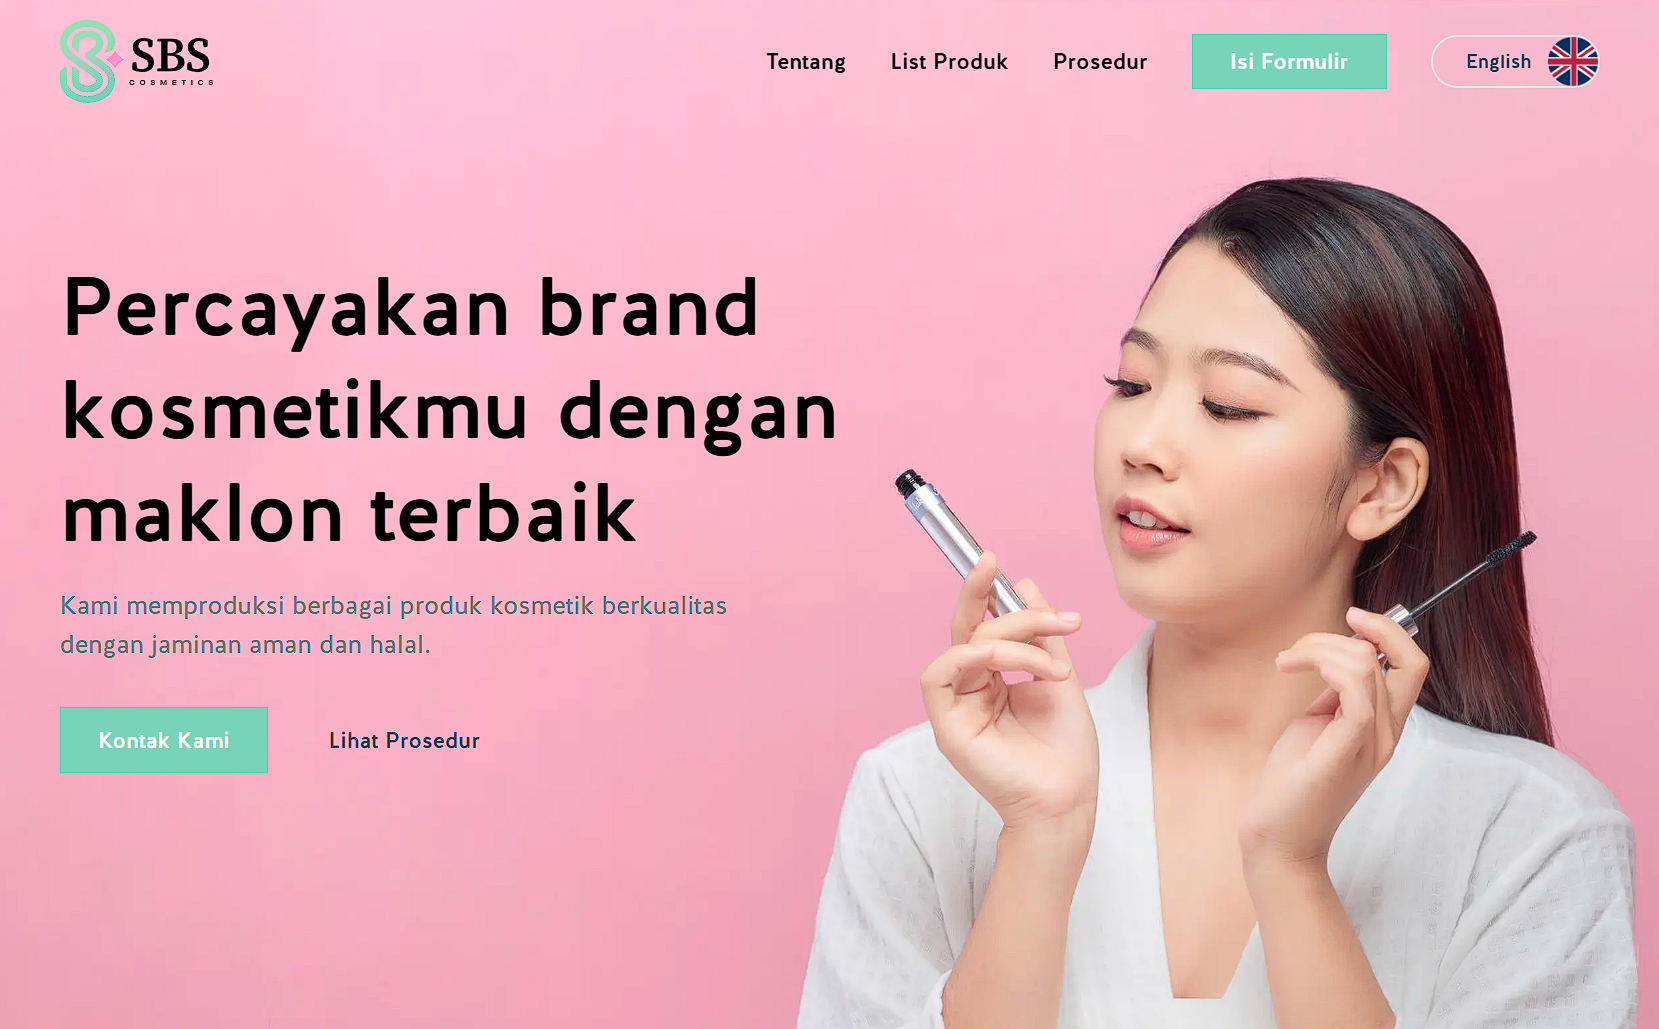 SBS
COSMETICS
Tentang
List Produk
Prosedur
Isi Formulir
English
Percayakan brand
kosmetikmu dengan
maklon terbaik
Kami memproduksi berbagai produk kosmetik berkualitas
dengan jaminan aman dan halal.
Kontak Kami
Lihat Prosedur